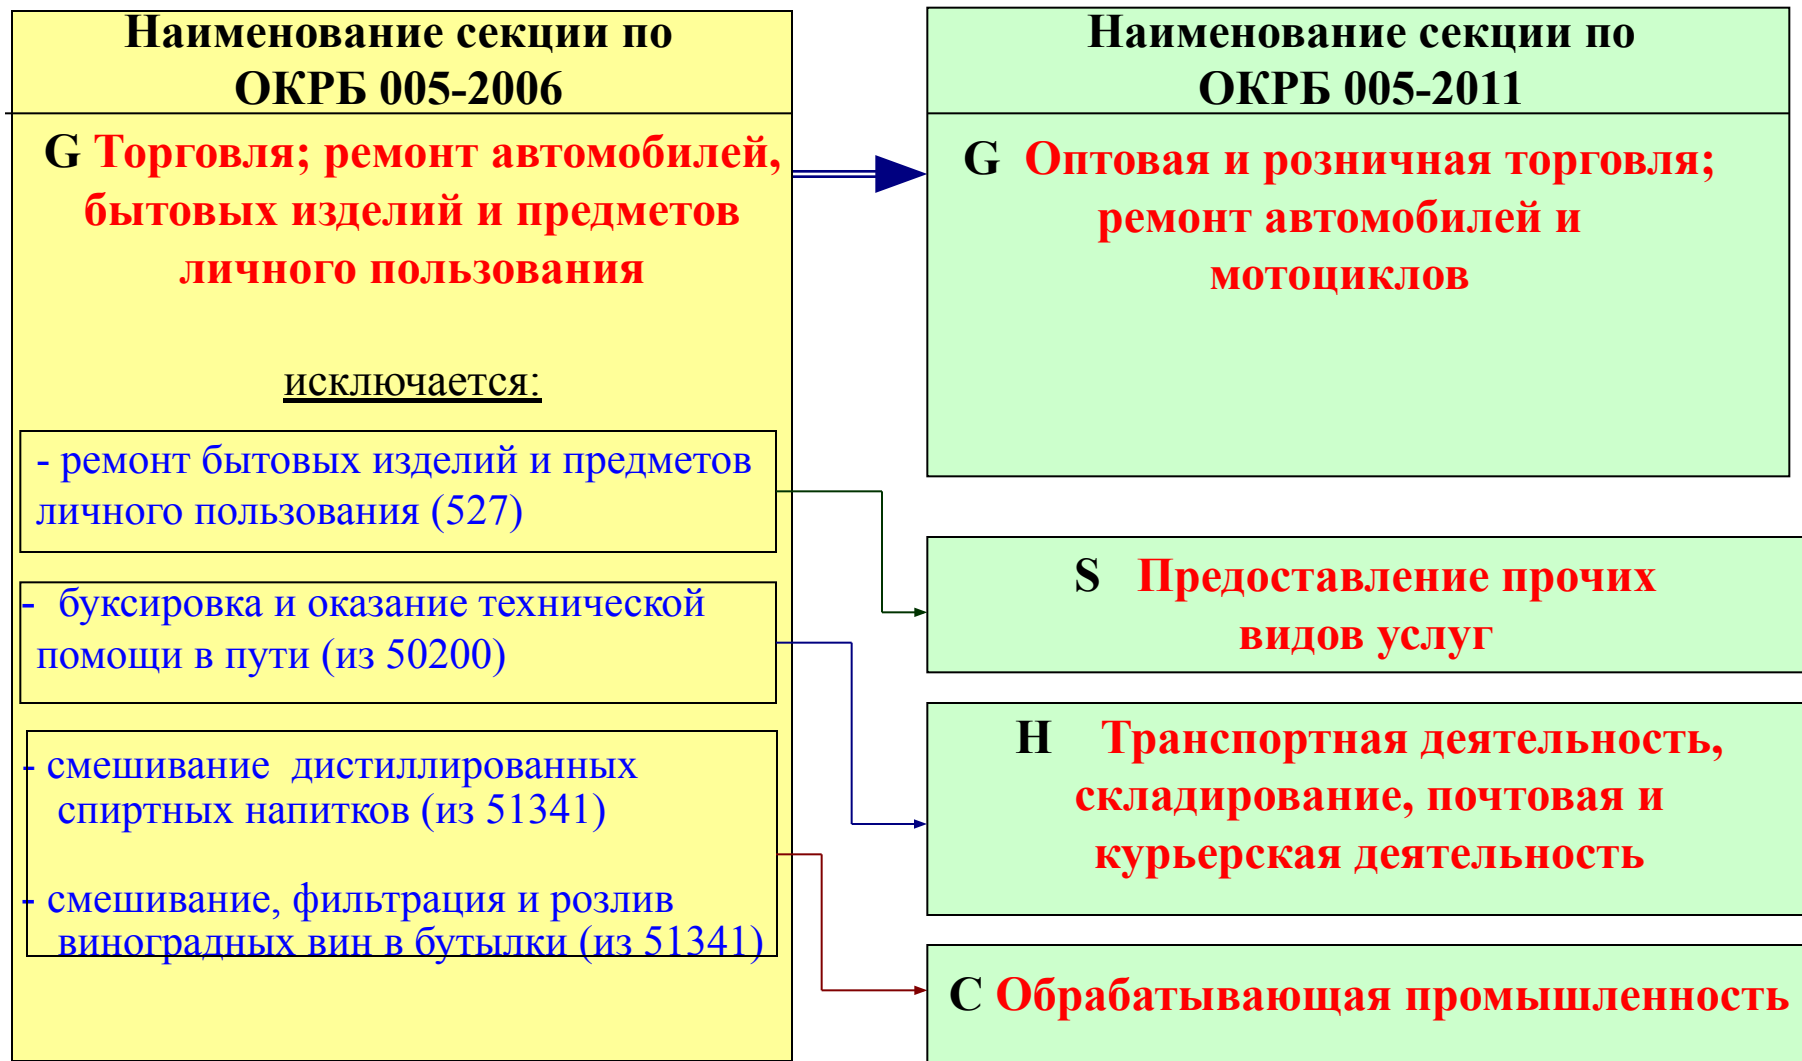 Наименование секции по
ОКРБ 005-2006
G Торговля; ремонт автомобилей,
бытовых изделий и предметов
личного пользования
исключается:
- ремонт бытовых изделий и предметов
личного пользования (527)
- буксировка и оказание технической
помощи в пути (из 50200)
- смешивание дистиллированных
спиртных напитков (из 51341)
- смешивание, фильтрация и розлив
виноградных вин в бутылки (из 51341)
Наименование секции по
ОКРБ 005-2011
G Оптовая и розничная торговля;
ремонт автомобилей и
мотоциклов
S Предоставление прочих
видов услуг
H Транспортная деятельность,
складирование, почтовая и
курьерская деятельность
C Обрабатывающая промышленность